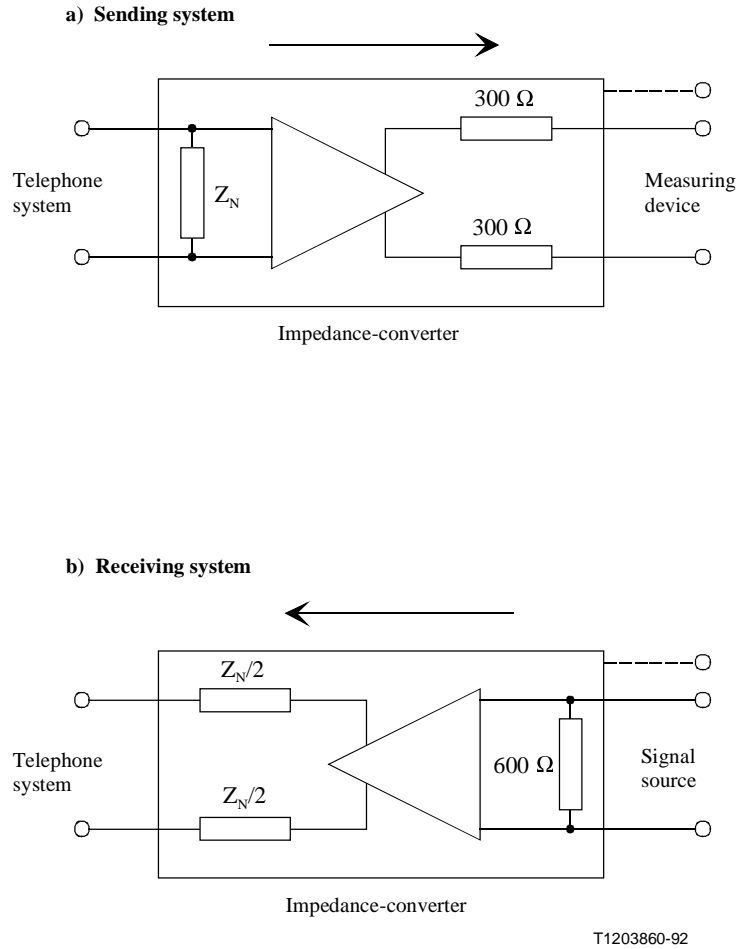 a) Sending system
300 Ω
Telephone
system
Z_N
Measuring
device
300 Ω
Impedance-converter
b) Receiving system
Z_N/2
Telephone
system
600 Ω
Signal
source
Z_N/2
Impedance-converter
T1203860-92